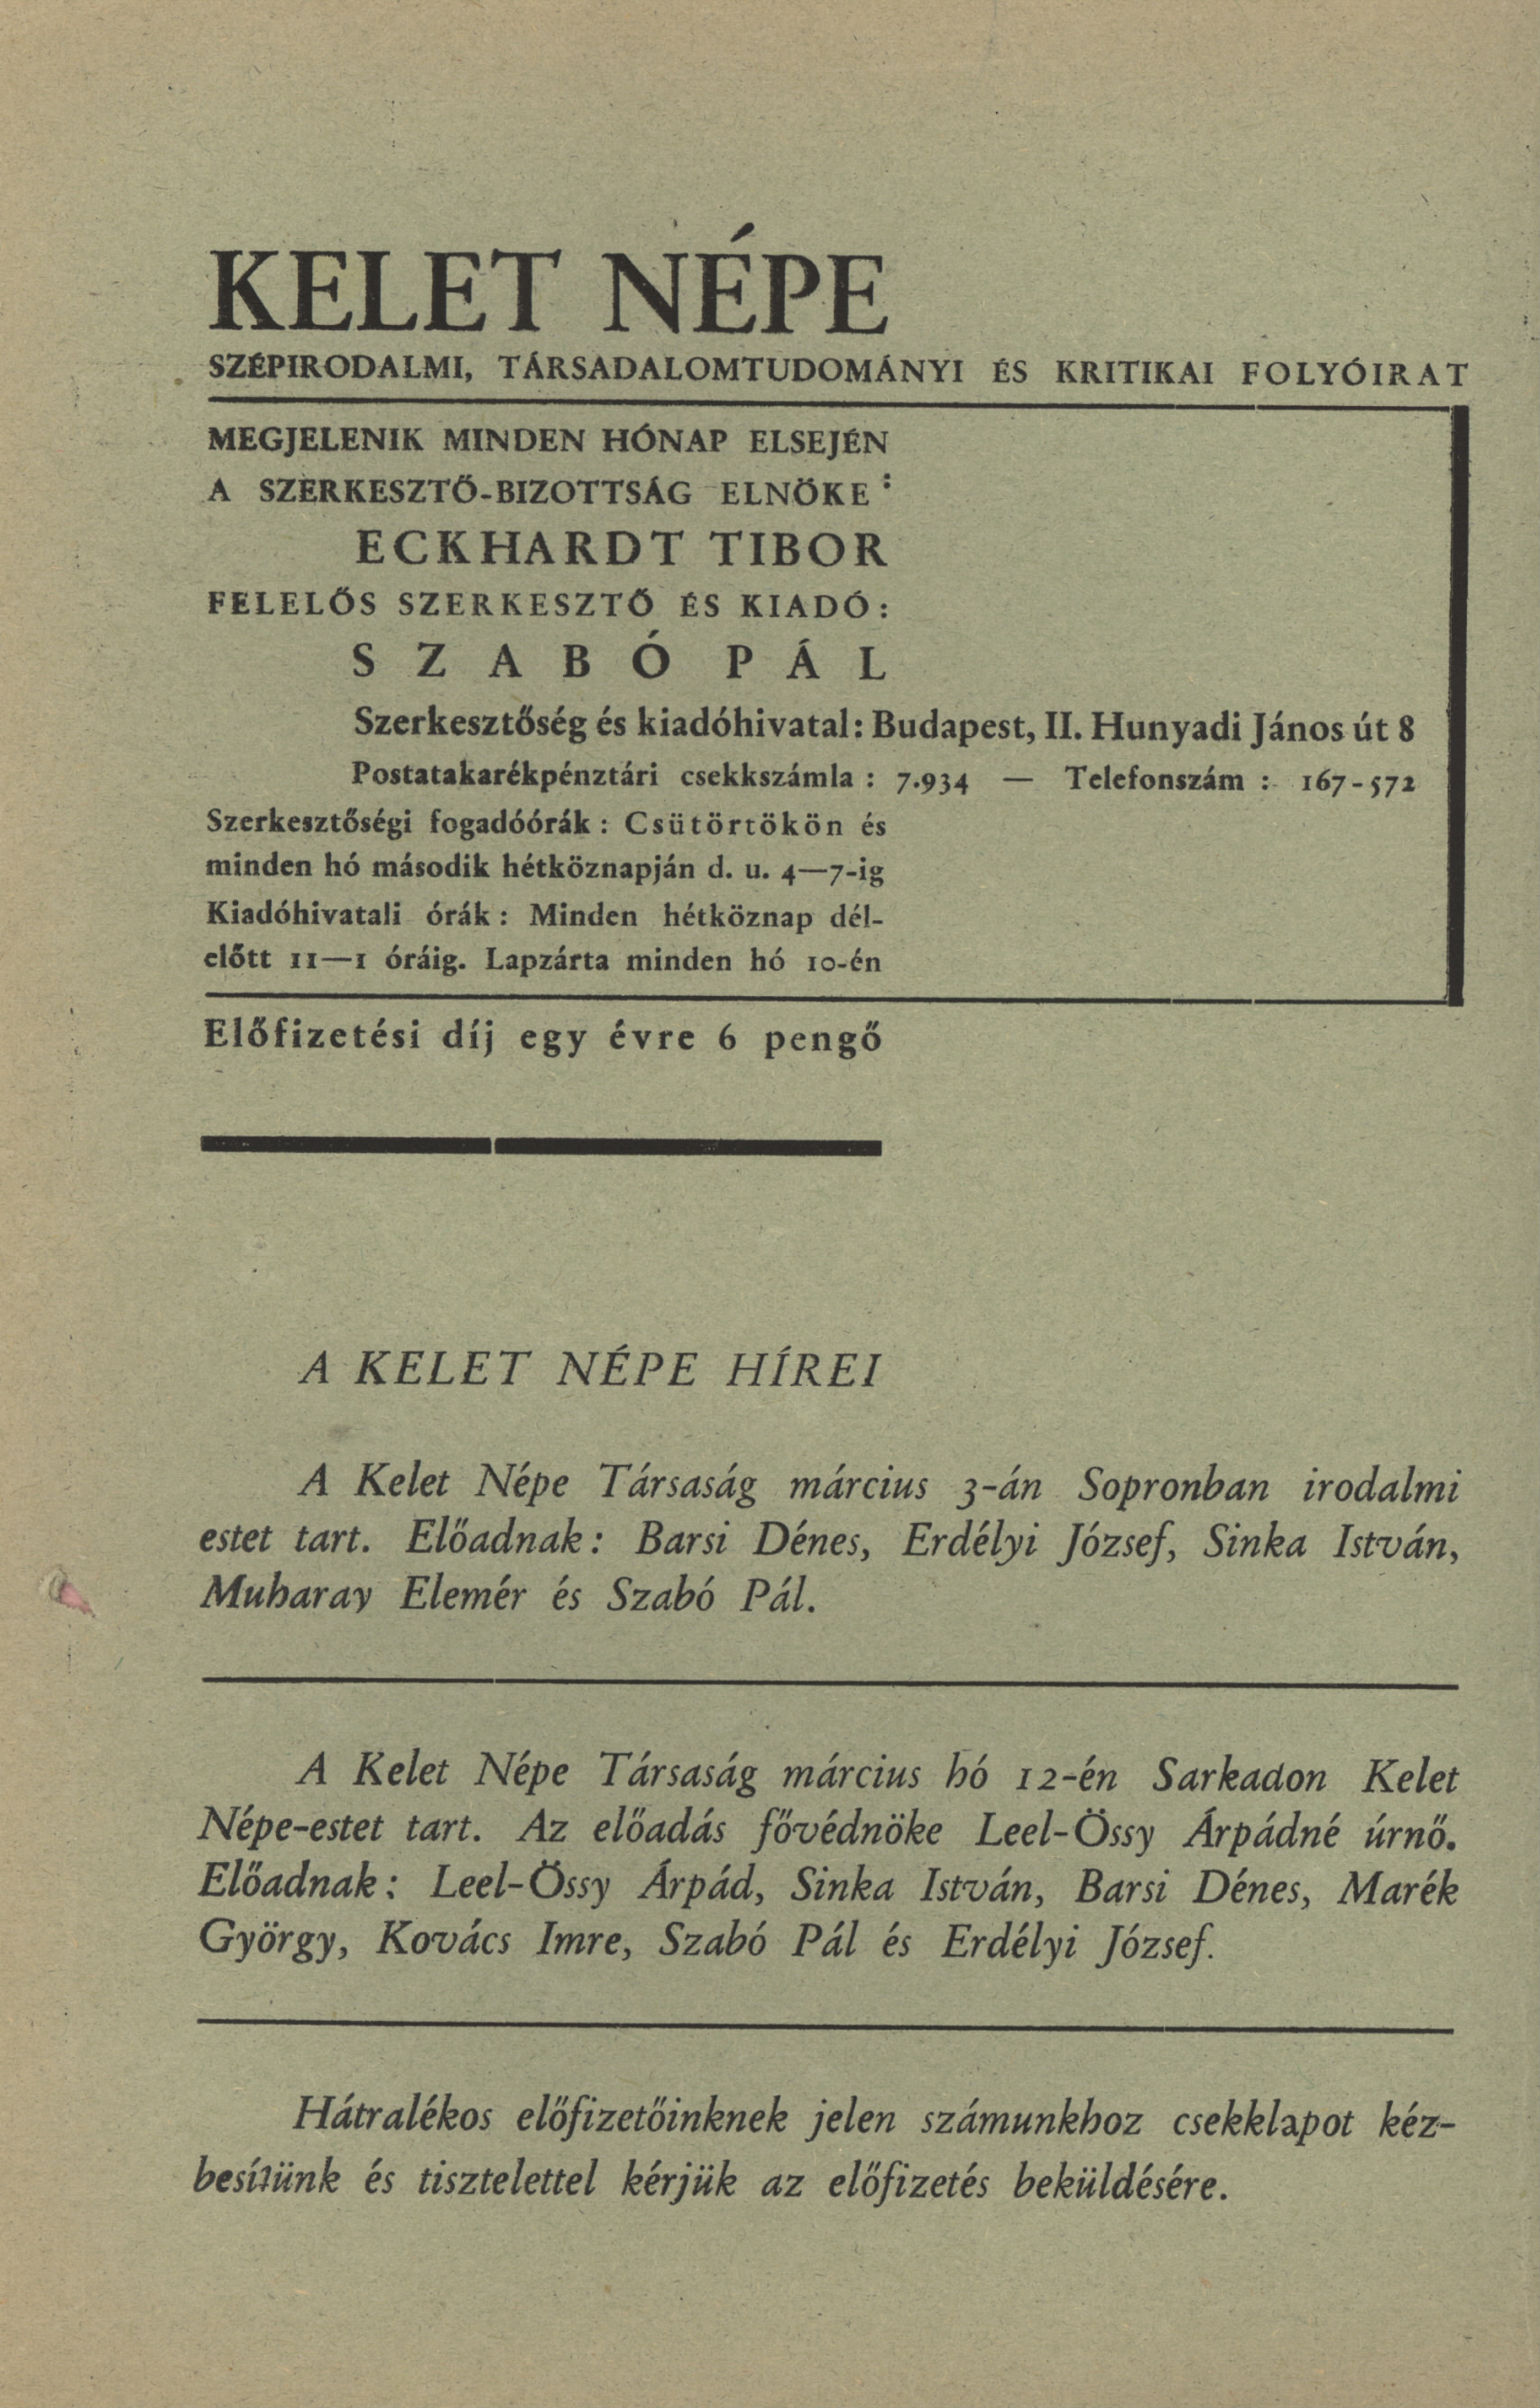 KELET NÉPE
SZÉPIRODALMI, TÁRSADALOMTUDOMÁNYI ÉS KRITIKAI FOLYÓIRAT
MEGJELENIK MINDEN HÓNAP ELSEJÉN
A SZERKESZTŐ-BIZOTTSÁG ELNÖKE:
ECKHARDT TIBOR
FELELŐS SZERKESZTŐ ÉS KIADÓ:
SZABÓ PÁL
Szerkesztőség és kiadóhivatal: Budapest, II. Hunyadi János út 8
Postatakarékpénztári csekkszámla: 7.934 — Telefonszám: 167-572
Szerkesztőségi fogadóórák: Csütörtökön és
minden hó második hétköznapján d. u. 4—7-ig
Kiadóhivatali órák: Minden hétköznap dél-
előtt 11—1 óráig. Lapzárta minden hó 10-én
Előfizetési díj egy évre 6 pengő
A KELET NÉPE HÍREI
A Kelet Népe Társaság március 3-án Sopronban irodalmi
estet tart. Előadnak: Barsi Dénes, Erdélyi József, Sinka István,
Muharay Elemér és Szabó Pál.
A Kelet Népe Társaság március hó 12-én Sarkadon Kelet
Népe-estet tart. Az előadás fővédnöke Leel-Össy Árpádné úrnő.
Előadnak: Leel-Össy Árpád, Sinka István, Barsi Dénes, Marék
György, Kovács Imre, Szabó Pál és Erdélyi József.
Hátralékos előfizetőinknek jelen számunkhoz csekklapot kéz-
besítünk és tisztelettel kérjük az előfizetés beküldésére.